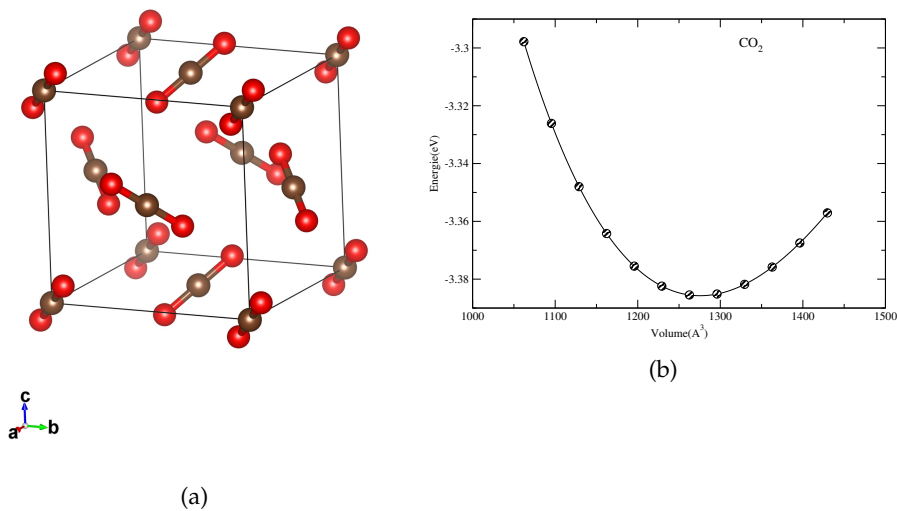 c
a
b
(a)
CO2
-3.3
-3.32
-3.34
-3.36
-3.38
Energie(eV)
1000
1100
1200
1300
1400
1500
Volume(A^3)
(b)